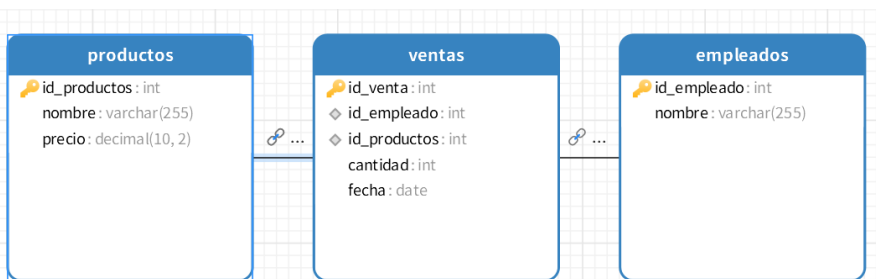 productos
id_productos : int
nombre : varchar(255)
precio : decimal(10, 2)
...
ventas
id_venta : int
id_empleado : int
id_productos : int
cantidad : int
fecha : date
...
empleados
id_empleado : int
nombre : varchar(255)